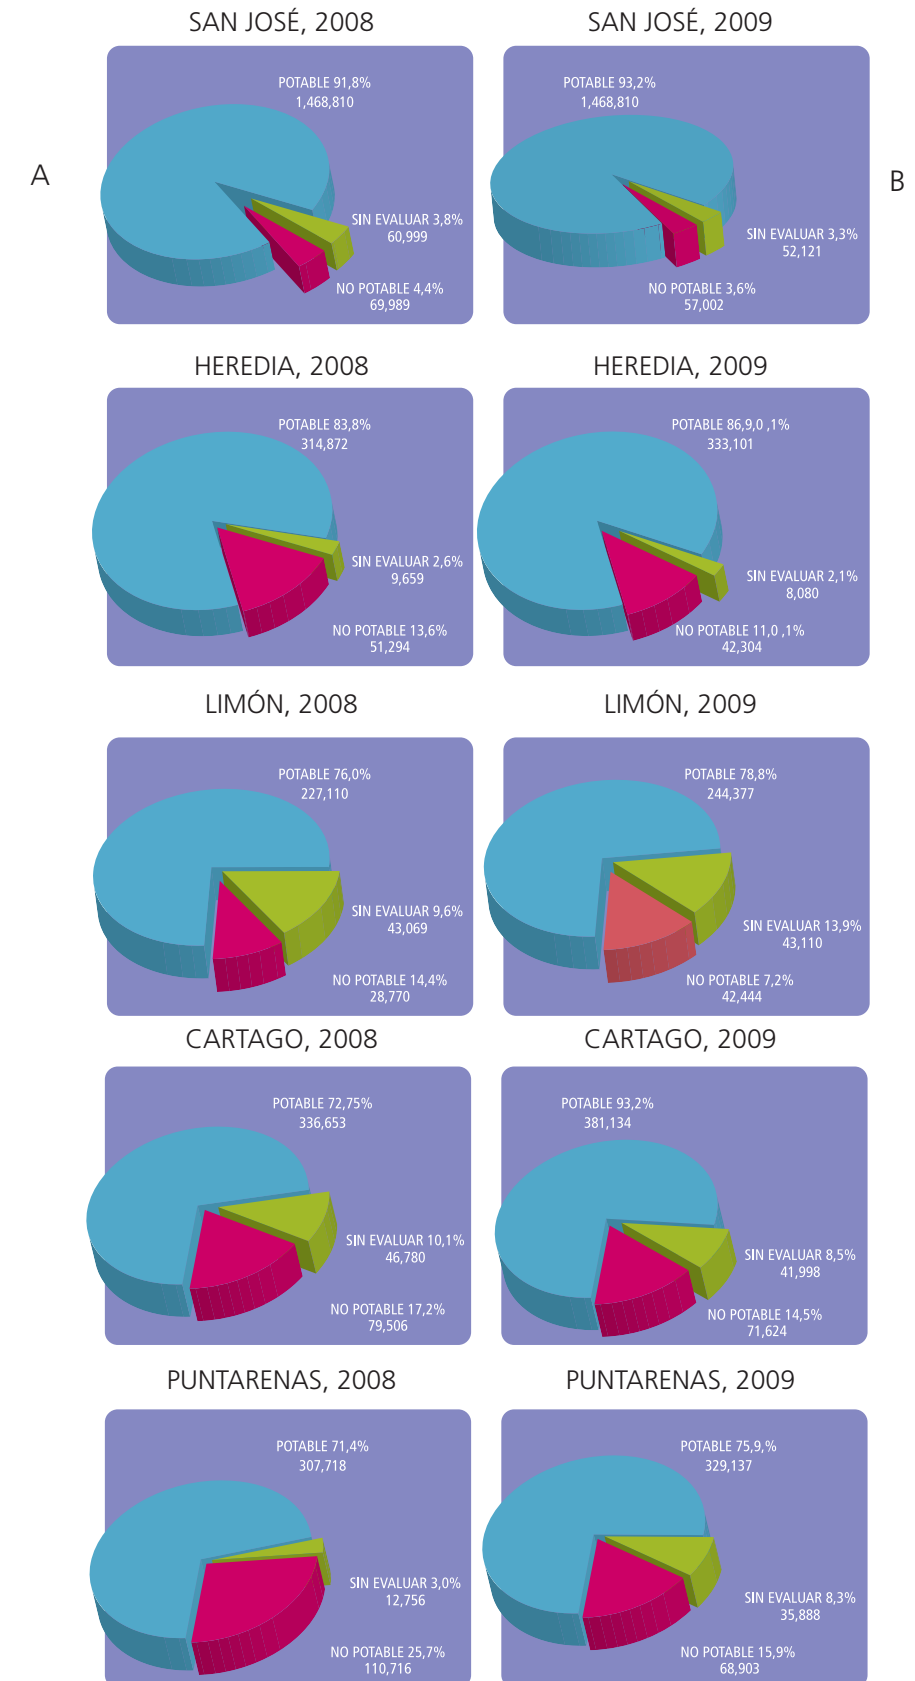 SAN JOSÉ, 2008
POTABLE 91,8%
1,468,810
SIN EVALUAR 3,8%
60,999
NO POTABLE 4,4%
69,989
A
SAN JOSÉ, 2009
POTABLE 93,2%
1,468,810
SIN EVALUAR 3,3%
52,121
NO POTABLE 3,6%
57,002
B
HEREDIA, 2008
POTABLE 83,8%
314,872
SIN EVALUAR 2,6%
9,659
NO POTABLE 13,6%
51,294
HEREDIA, 2009
POTABLE 86,9,0 ,1%
333,101
SIN EVALUAR 2,1%
8,080
NO POTABLE 11,0 ,1%
42,304
LIMÓN, 2008
POTABLE 76,0%
227,110
SIN EVALUAR 9,6%
43,069
NO POTABLE 14,4%
28,770
LIMÓN, 2009
POTABLE 78,8%
244,377
SIN EVALUAR 13,9%
43,110
NO POTABLE 7,2%
42,444
CARTAGO, 2008
POTABLE 72,75%
336,653
SIN EVALUAR 10,1%
46,780
NO POTABLE 17,2%
79,506
CARTAGO, 2009
POTABLE 93,2%
381,134
SIN EVALUAR 8,5%
41,998
NO POTABLE 14,5%
71,624
PUNTARENAS, 2008
POTABLE 71,4%
307,718
SIN EVALUAR 3,0%
12,756
NO POTABLE 25,7%
110,716
PUNTARENAS, 2009
POTABLE 75,9,%
329,137
SIN EVALUAR 8,3%
35,888
NO POTABLE 15,9%
68,903